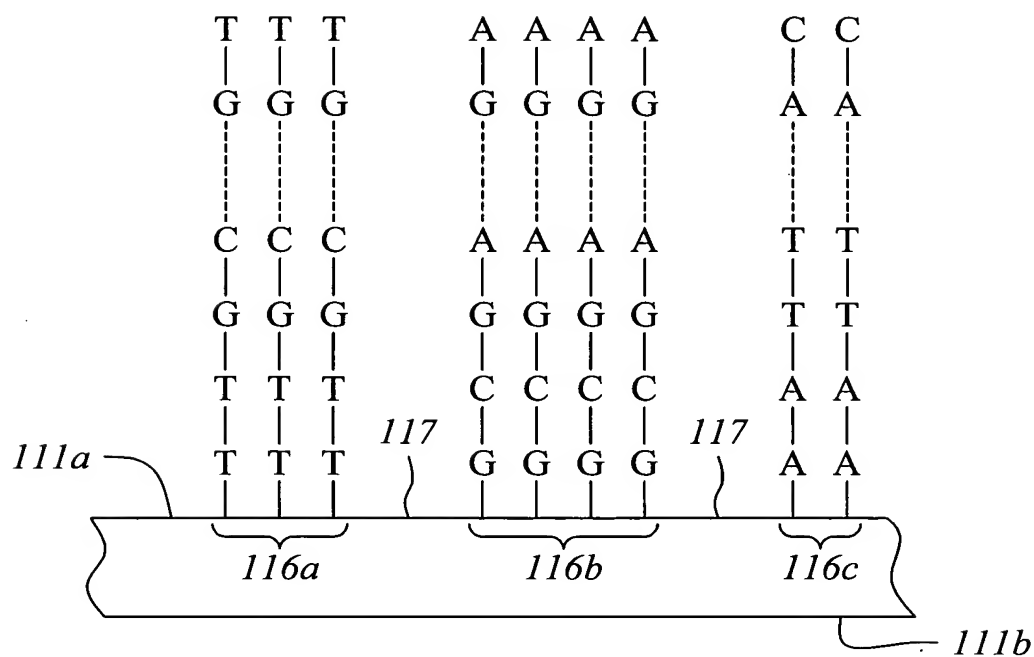 T T T A A A A C C
G G G G G G G A A
C C C A A A A T T
G G G G G G G T T
T T T C C C C A A
111a T T T 117 G G G G 117 A A
116a 116b 116c
111b